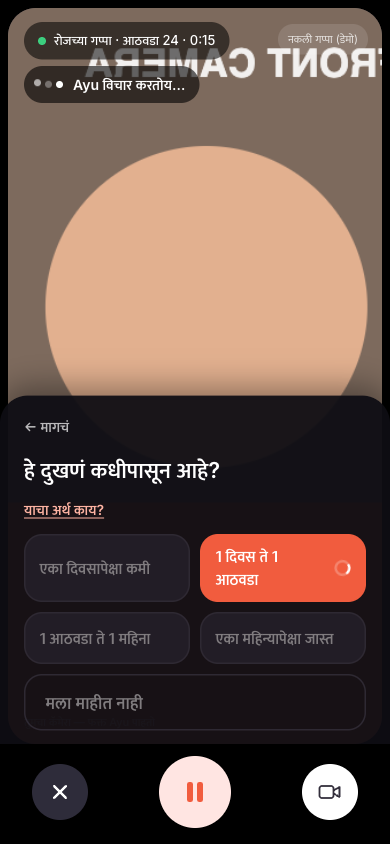 रोजच्या गप्पा · आठवडा 24 · 0:15
नकली गप्पा (डेमो)
FRONT CAMERA
Ayu विचार करतोय...
← मागचं
हे दुखणं कधीपासून आहे?
याचा अर्थ काय?
एका दिवसापेक्षा कमी
1 दिवस ते 1
आठवडा
1 आठवडा ते 1 महिना
एका महिन्यापेक्षा जास्त
मला माहीत नाही